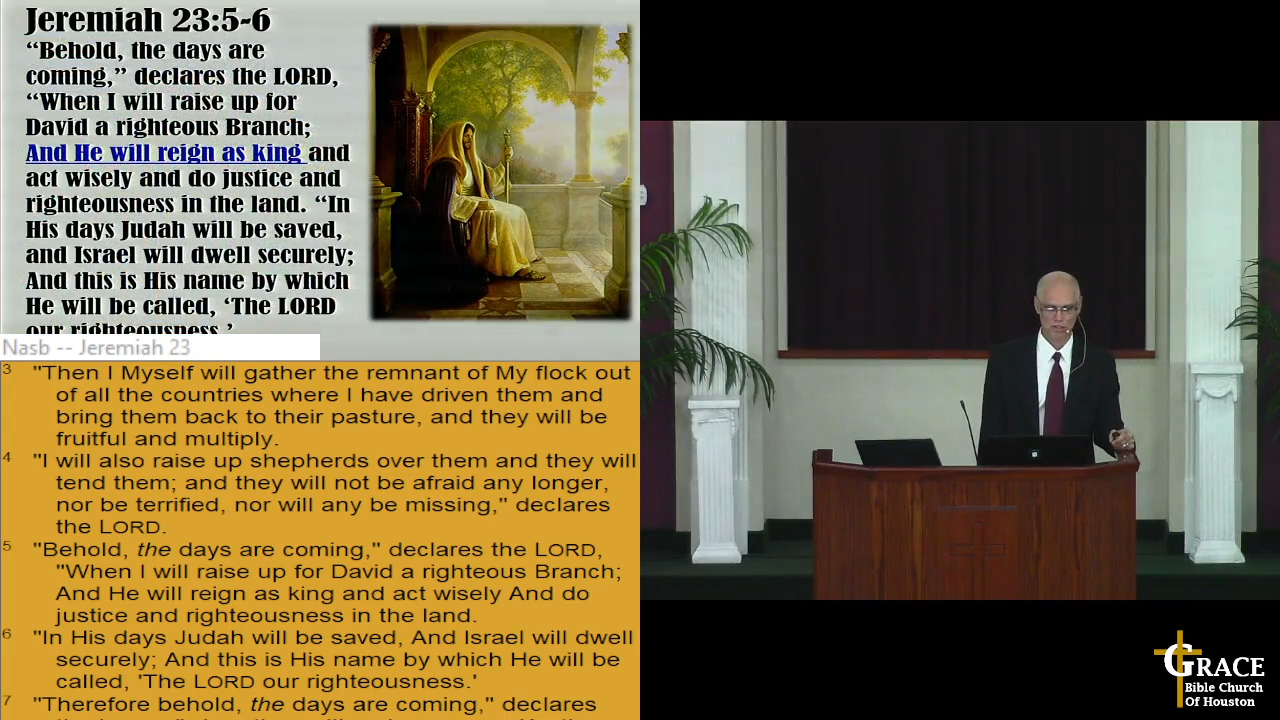 Jeremiah 23:5-6
“Behold, the days are
coming,” declares the LORD,
“When I will raise up for
David a righteous Branch;
And He will reign as king and
act wisely and do justice and
righteousness in the land. “In
His days Judah will be saved,
and Israel will dwell securely;
And this is His name by which
He will be called, ‘The LORD
our righteousness.’
Nasb -- Jeremiah 23
3 "Then I Myself will gather the remnant of My flock out
of all the countries where I have driven them and
bring them back to their pasture, and they will be
fruitful and multiply.
4 "I will also raise up shepherds over them and they will
tend them; and they will not be afraid any longer,
nor be terrified, nor will any be missing," declares
the LORD.
5 "Behold, the days are coming," declares the LORD,
"When I will raise up for David a righteous Branch;
And He will reign as king and act wisely And do
justice and righteousness in the land.
6 "In His days Judah will be saved, And Israel will dwell
securely; And this is His name by which He will be
called, 'The LORD our righteousness.'
7 "Therefore behold, the days are coming," declares
GRACE
Bible Church
Of Houston